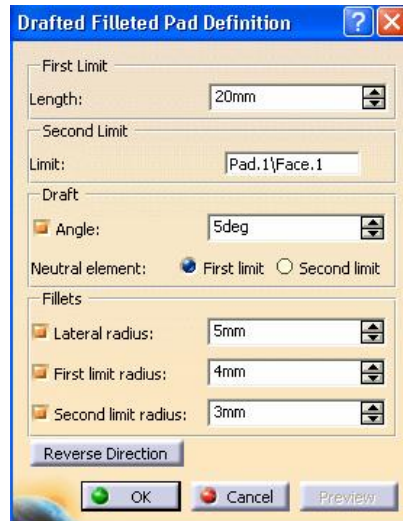 Drafted Filleted Pad Definition
First Limit
Length: 20mm
Second Limit
Limit: Pad.1\Face.1
Draft
Angle: 5deg
Neutral element: First limit Second limit
Fillets
Lateral radius: 5mm
First limit radius: 4mm
Second limit radius: 3mm
Reverse Direction
OK Cancel Preview